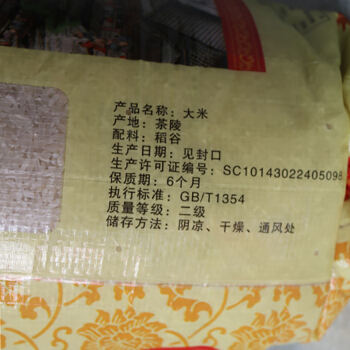 产品名称：大米
产地：茶陵
配料：稻谷
生产日期：见封口
生产许可证编号：SC10143022405098
保质期：6个月
执行标准：GB/T1354
质量等级：二级
储存方法：阴凉、干燥、通风处